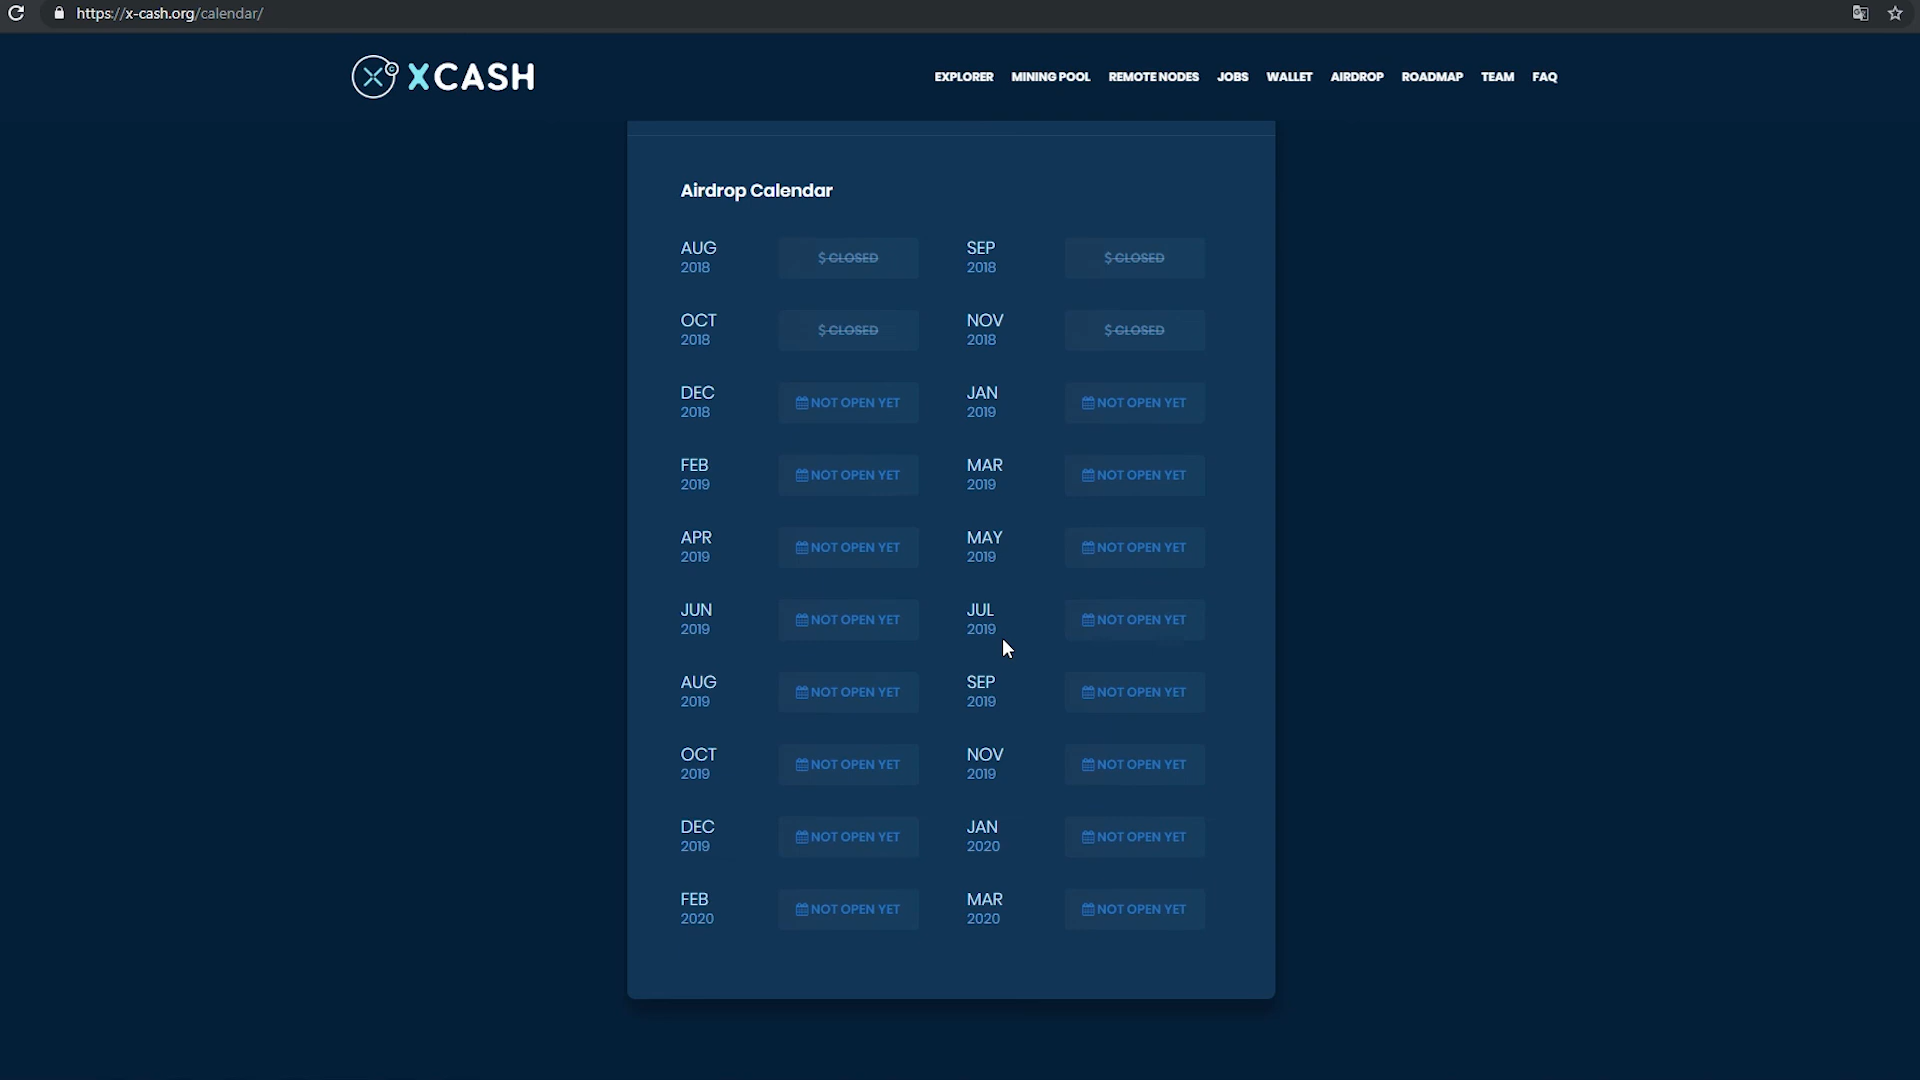 https://x-cash.org/calendar/
XCASH
EXPLORER MINING POOL REMOTE NODES JOBS WALLET AIRDROP ROADMAP TEAM FAQ
Airdrop Calendar
AUG $ CLOSED SEP $ CLOSED
2018 2018
OCT $ CLOSED NOV $ CLOSED
2018 2018
DEC NOT OPEN YET JAN NOT OPEN YET
2018 2019
FEB NOT OPEN YET MAR NOT OPEN YET
2019 2019
APR NOT OPEN YET MAY NOT OPEN YET
2019 2019
JUN NOT OPEN YET JUL NOT OPEN YET
2019 2019
AUG NOT OPEN YET SEP NOT OPEN YET
2019 2019
OCT NOT OPEN YET NOV NOT OPEN YET
2019 2019
DEC NOT OPEN YET JAN NOT OPEN YET
2019 2020
FEB NOT OPEN YET MAR NOT OPEN YET
2020 2020